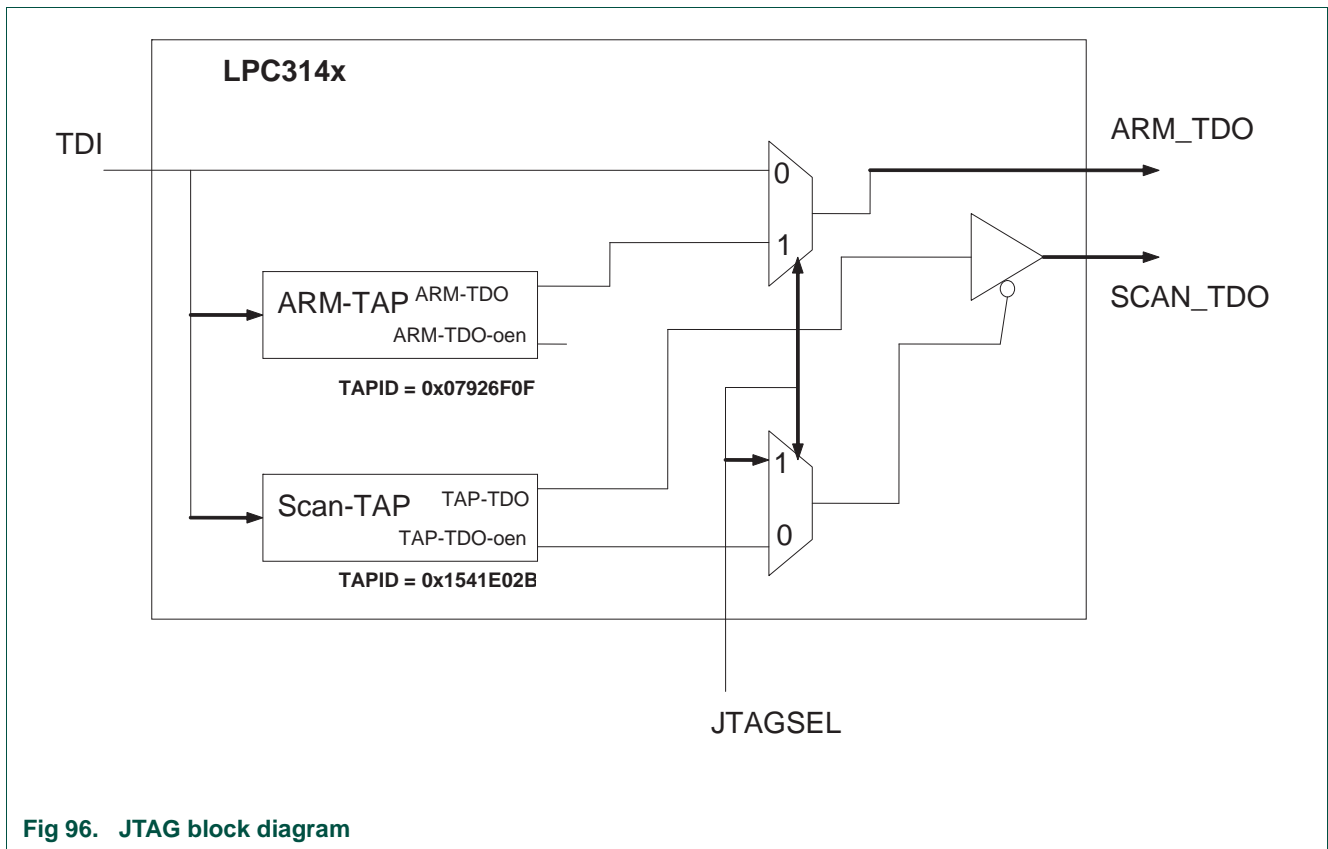 LPC314x
TDI
ARM_TDO
0
1
SCAN_TDO
ARM-TAP ARM-TDO
ARM-TDO-oen
TAPID = 0x07926F0F
Scan-TAP TAP-TDO
TAP-TDO-oen
TAPID = 0x1541E02B
1
0
JTAGSEL
Fig 96. JTAG block diagram